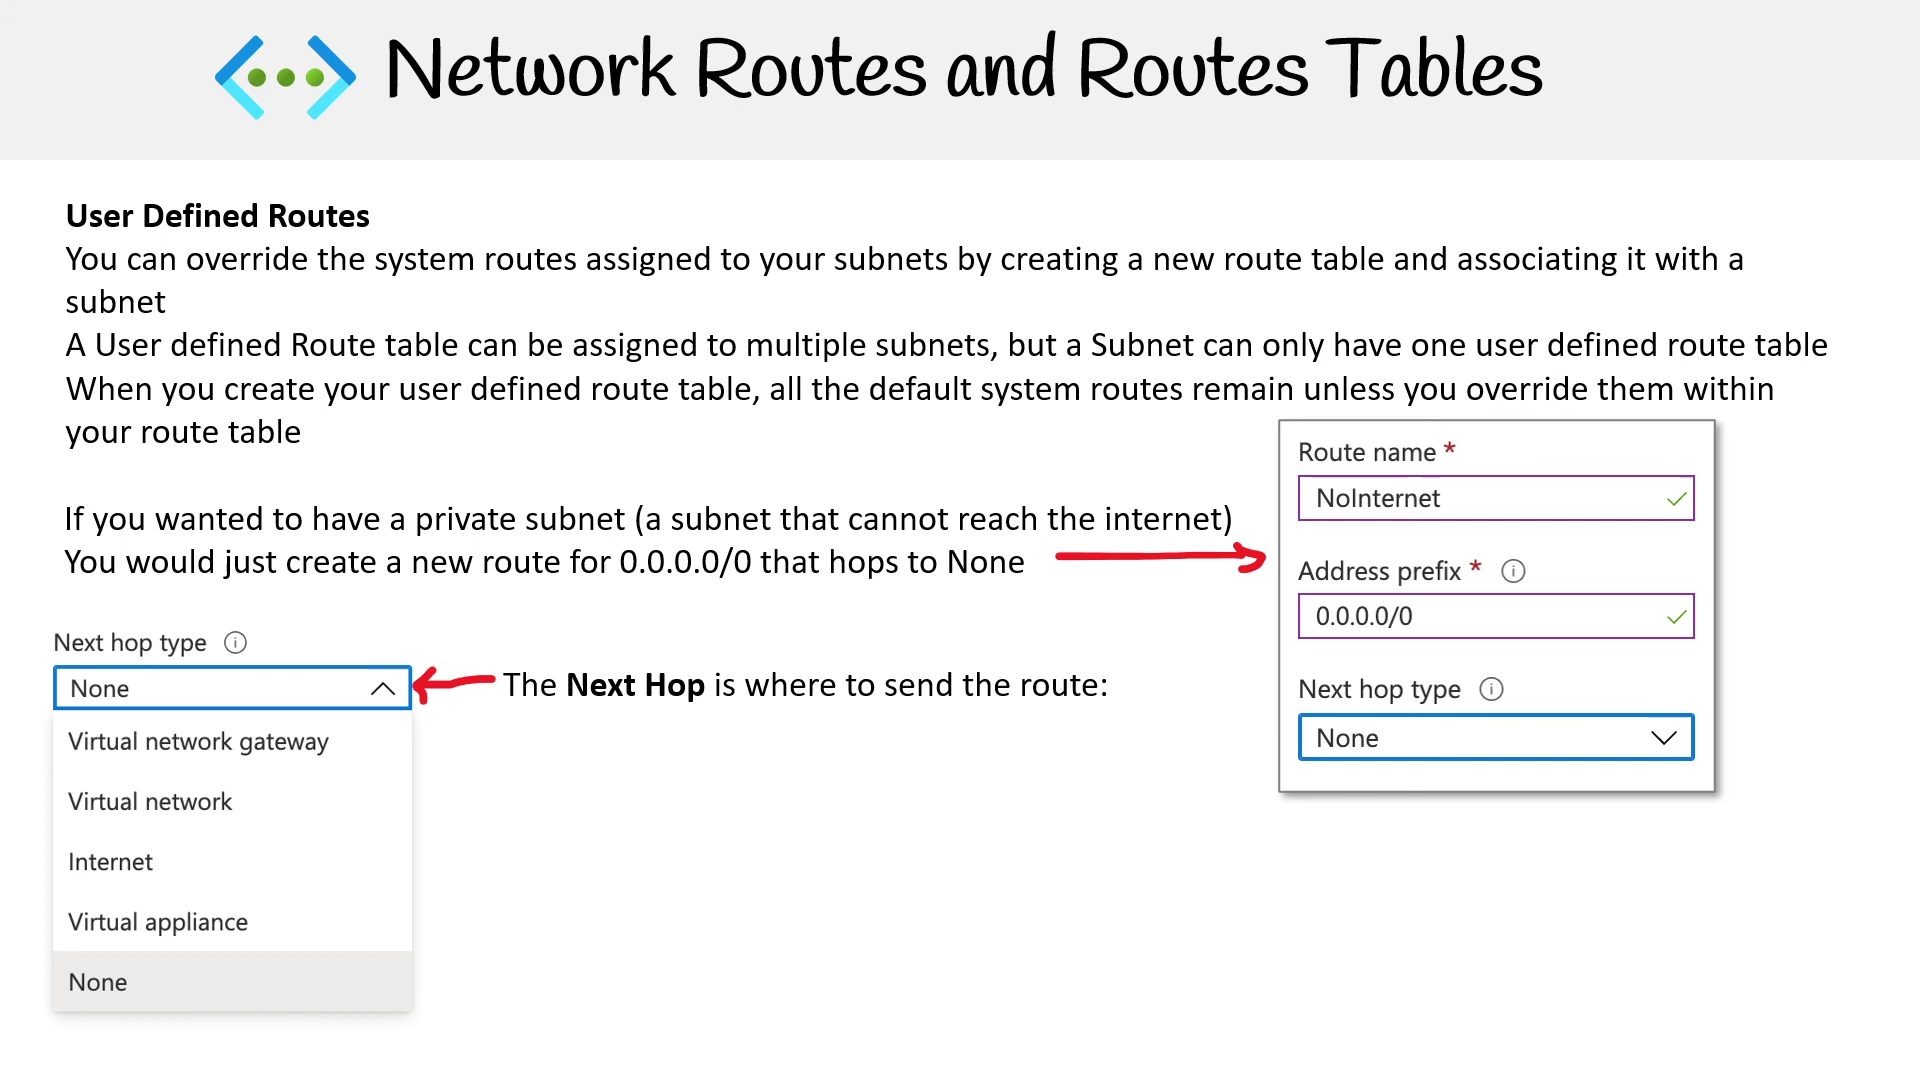 Network Routes and Routes Tables
User Defined Routes
You can override the system routes assigned to your subnets by creating a new route table and associating it with a
subnet
A User defined Route table can be assigned to multiple subnets, but a Subnet can only have one user defined route table
When you create your user defined route table, all the default system routes remain unless you override them within
your route table
If you wanted to have a private subnet (a subnet that cannot reach the internet)
You would just create a new route for 0.0.0.0/0 that hops to None
Route name *
NoInternet
Address prefix *
0.0.0.0/0
Next hop type
None
Next hop type
None
The Next Hop is where to send the route:
Virtual network gateway
Virtual network
Internet
Virtual appliance
None